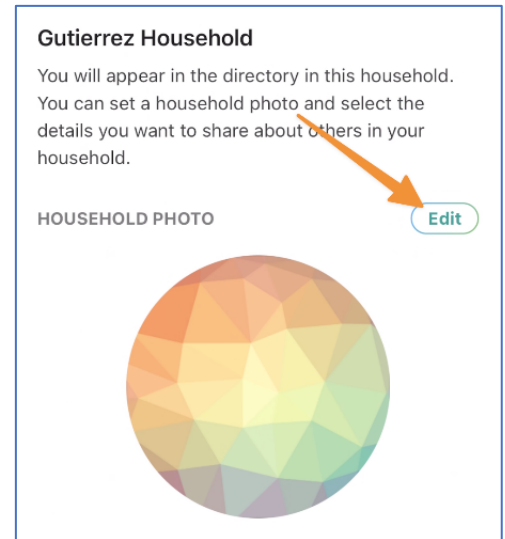 Gutierrez Household
You will appear in the directory in this household.
You can set a household photo and select the
details you want to share about others in your
household.
HOUSEHOLD PHOTO
Edit